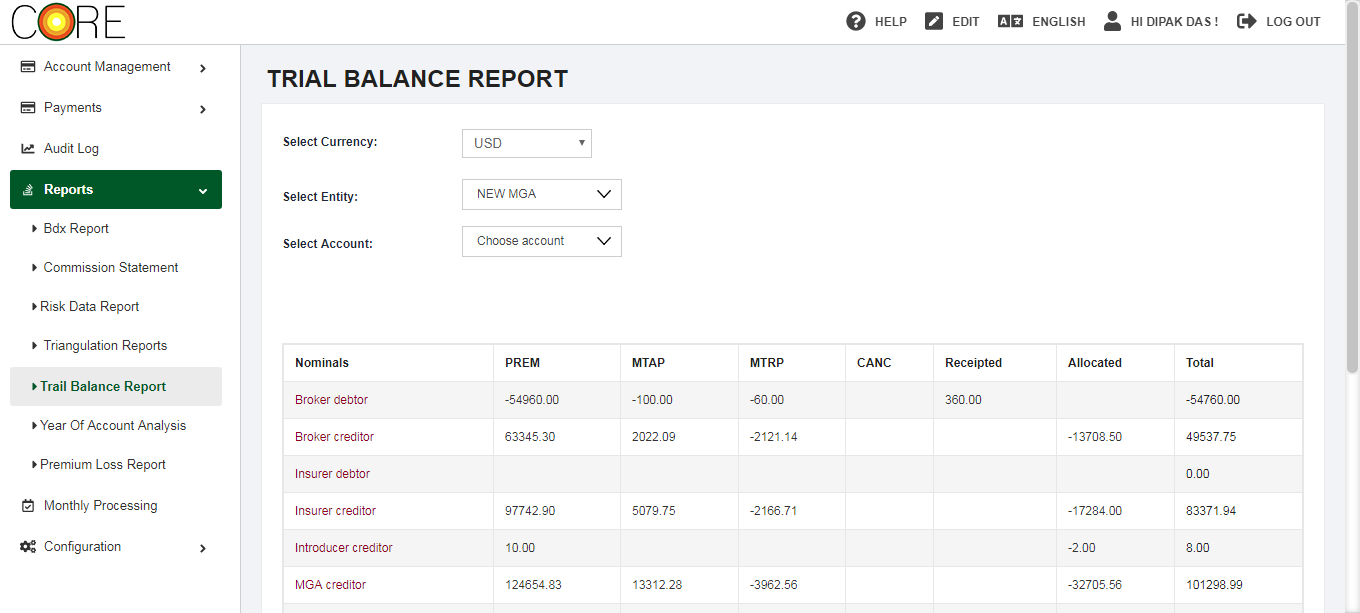 CORE
HELP EDIT ENGLISH HI DIPAK DAS ! LOG OUT
Account Management
Payments
Audit Log
Reports
Bdx Report
Commission Statement
Risk Data Report
Triangulation Reports
Trail Balance Report
Year Of Account Analysis
Premium Loss Report
Monthly Processing
Configuration
TRIAL BALANCE REPORT
Select Currency: USD
Select Entity: NEW MGA
Select Account: Choose account
Nominals PREM MTAP MTRP CANC Receipted Allocated Total
Broker debtor -54960.00 -100.00 -60.00 360.00 -54760.00
Broker creditor 63345.30 2022.09 -2121.14 -13708.50 49537.75
Insurer debtor 0.00
Insurer creditor 97742.90 5079.75 -2166.71 -17284.00 83371.94
Introducer creditor 10.00 -2.00 8.00
MGA creditor 124654.83 13312.28 -3962.56 -32705.56 101298.99